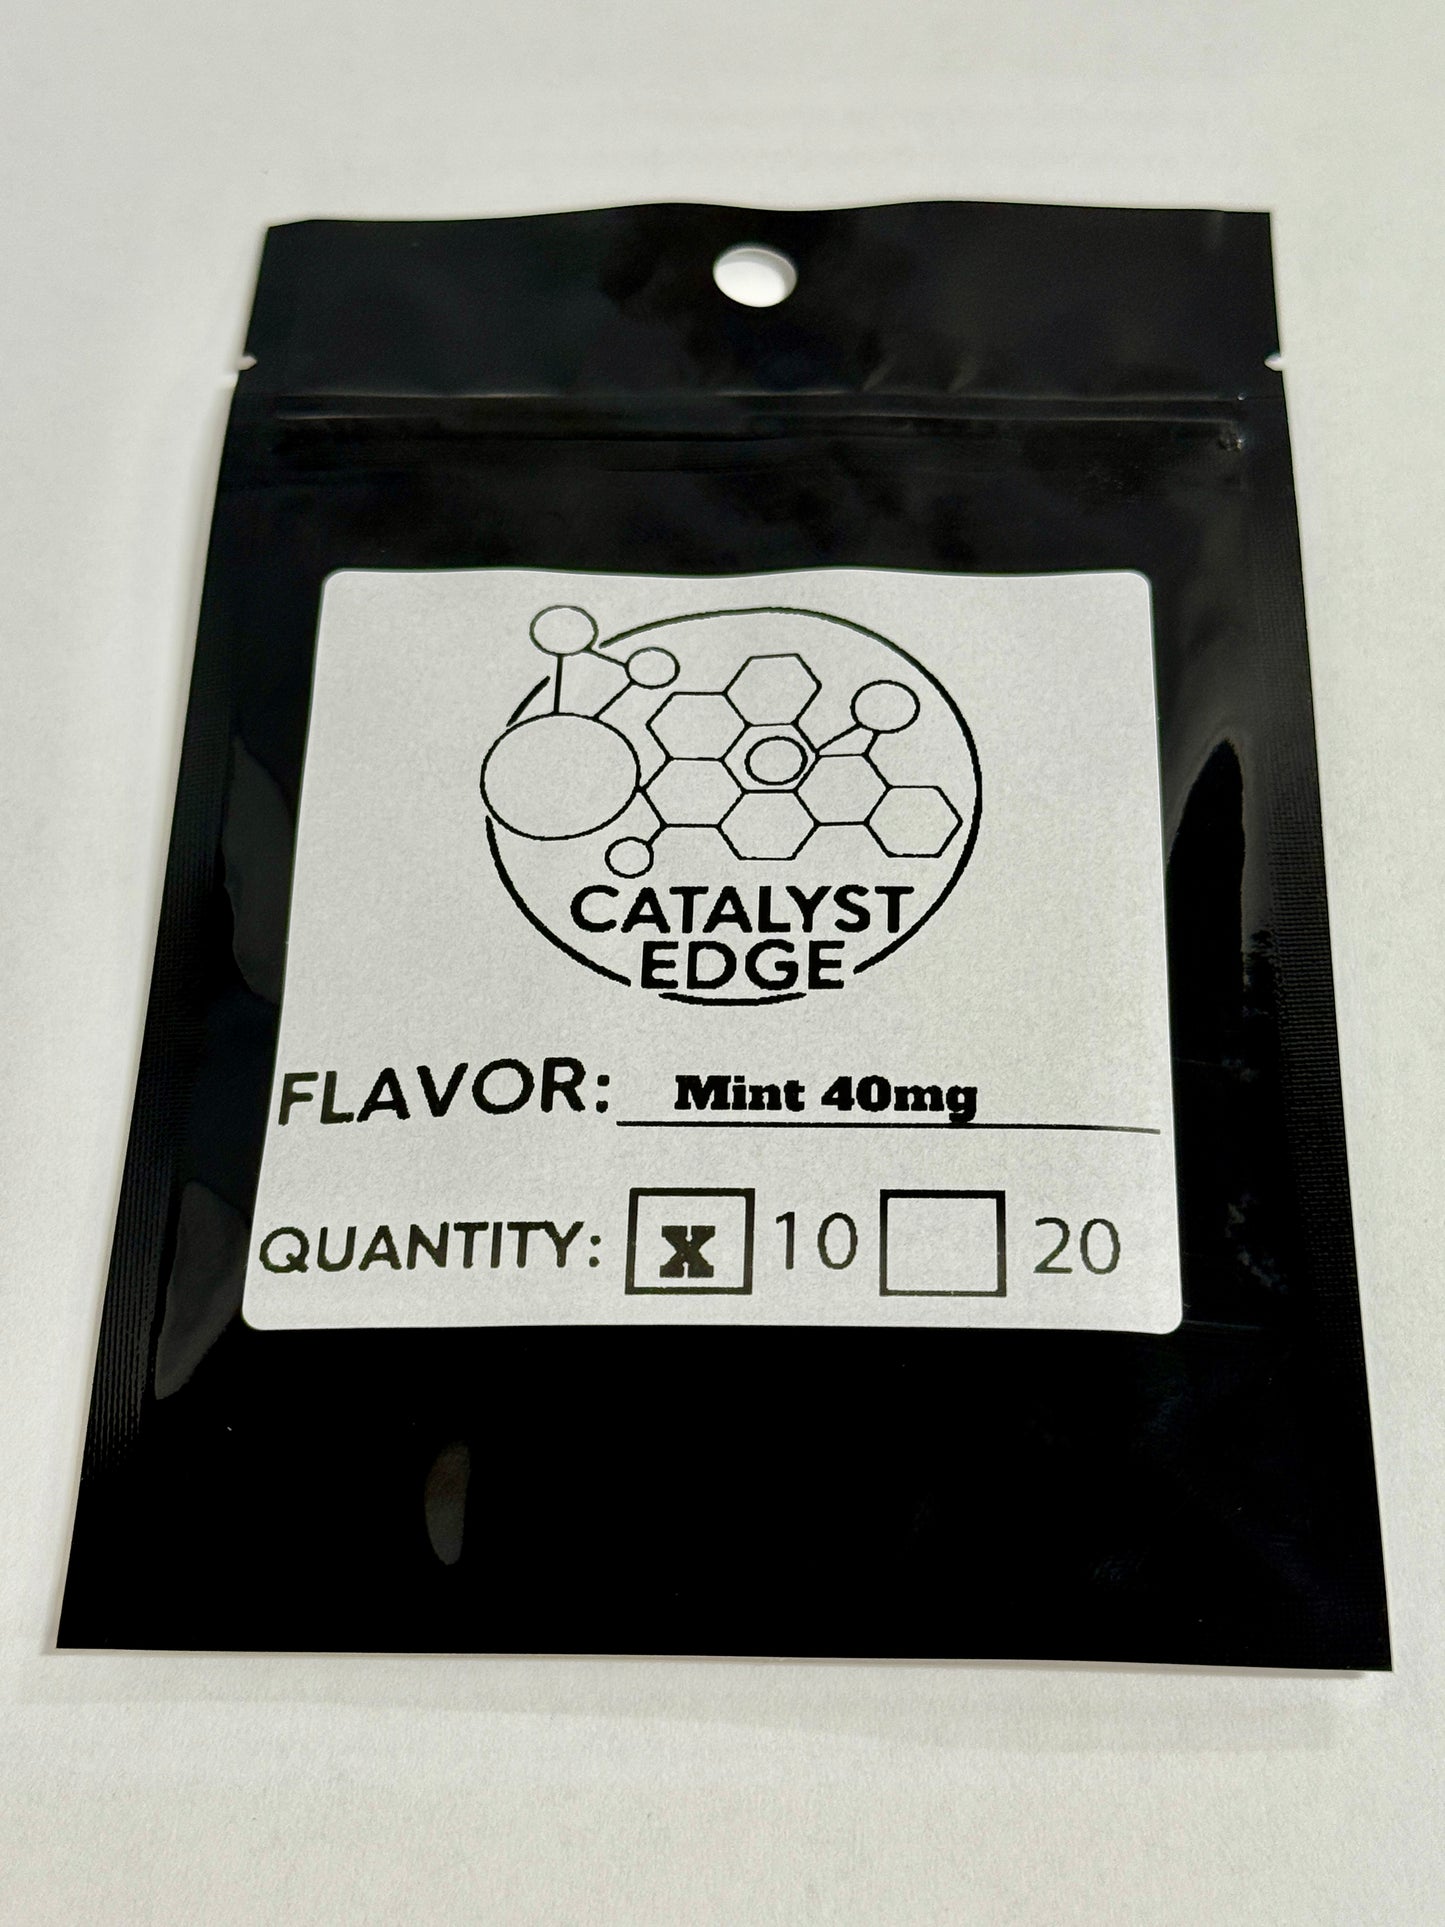 CATALYST
EDGE
FLAVOR: Mint 40mg
QUANTITY: X 10 20